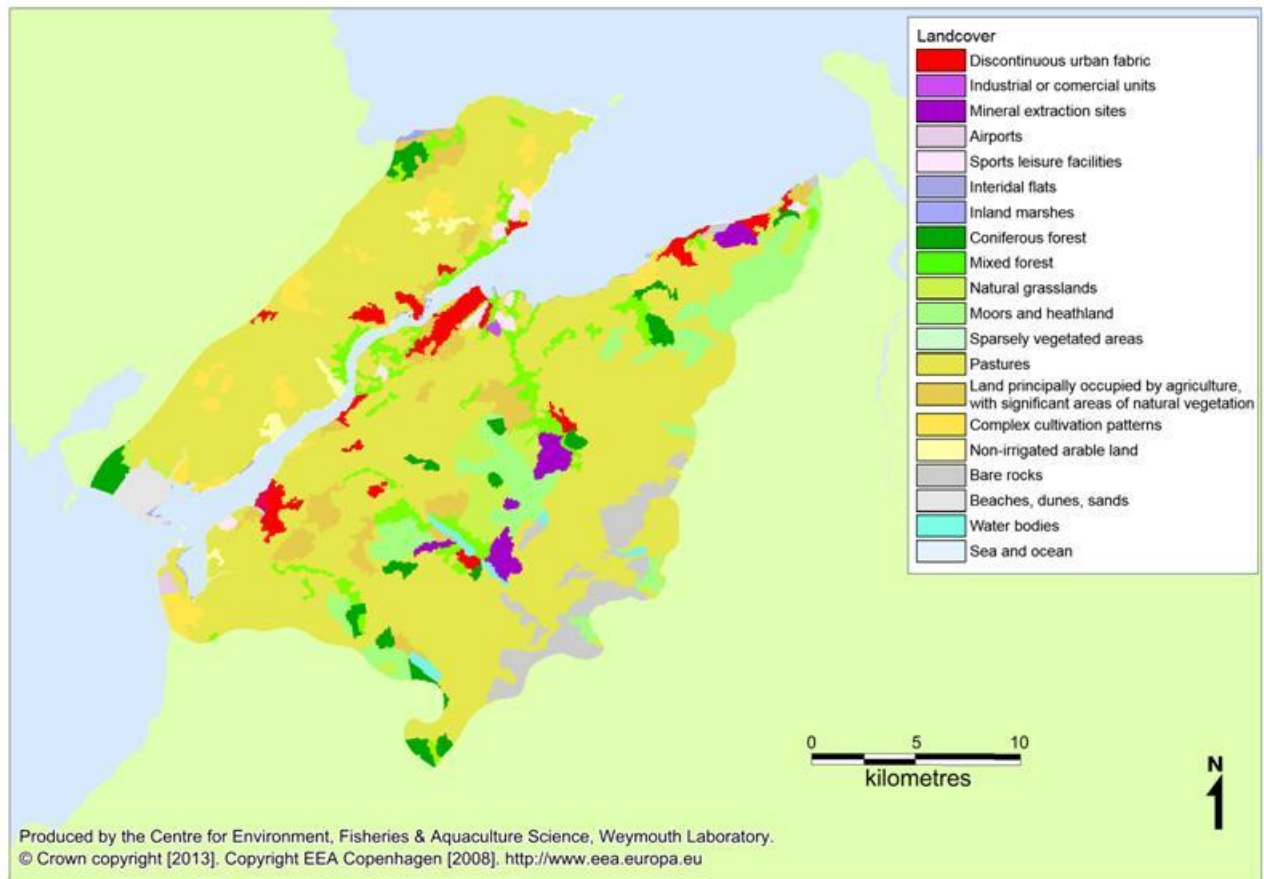 Landcover
Discontinuous urban fabric
Industrial or comercial units
Mineral extraction sites
Airports
Sports leisure facilities
Interidal flats
Inland marshes
Coniferous forest
Mixed forest
Natural grasslands
Moors and heathland
Sparsely vegetated areas
Pastures
Land principally occupied by agriculture,
with significant areas of natural vegetation
Complex cultivation patterns
Non-irrigated arable land
Bare rocks
Beaches, dunes, sands
Water bodies
Sea and ocean
0 5 10
kilometres
N
Produced by the Centre for Environment, Fisheries & Aquaculture Science, Weymouth Laboratory.
© Crown copyright [2013]. Copyright EEA Copenhagen [2008]. http://www.eea.europa.eu